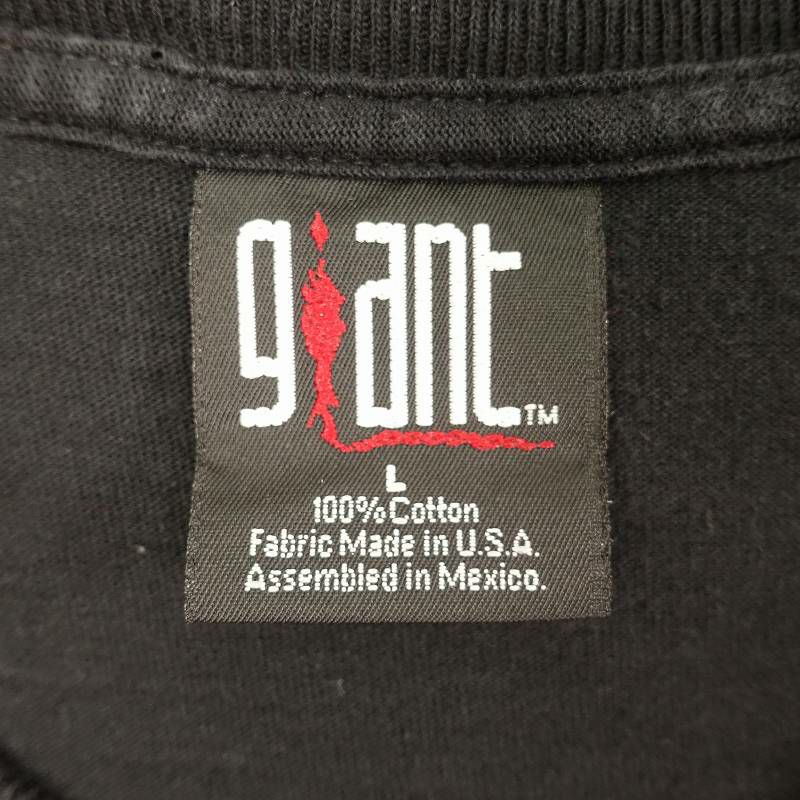 giant™
L
100% Cotton
Fabric Made in U.S.A.
Assembled in Mexico.